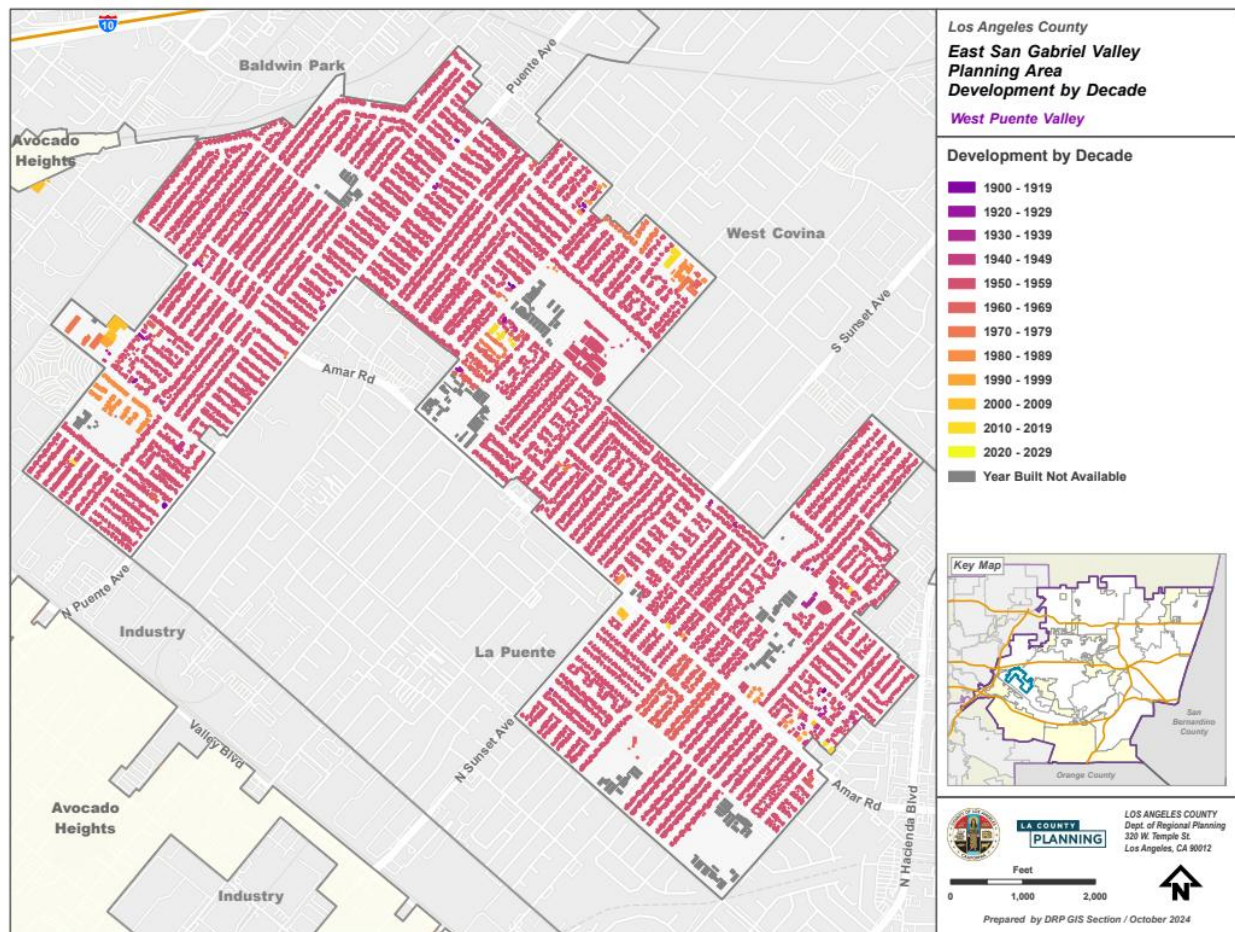 10
Baldwin Park
Puente Ave
Avocado
Heights
West Covina
S Sunset Ave
Amar Rd
N Puente Ave
Industry
La Puente
Valley Blvd
N Sunset Ave
Amar Rd
N Hacienda Blvd
Avocado
Heights
Industry
Los Angeles County
East San Gabriel Valley
Planning Area
Development by Decade
West Puente Valley
Development by Decade
1900 - 1919
1920 - 1929
1930 - 1939
1940 - 1949
1950 - 1959
1960 - 1969
1970 - 1979
1980 - 1989
1990 - 1999
2000 - 2009
2010 - 2019
2020 - 2029
Year Built Not Available
Key Map
San
Bernardino
County
Orange County
LA COUNTY
PLANNING
LOS ANGELES COUNTY
Dept. of Regional Planning
320 W. Temple St.
Los Angeles, CA 90012
Feet
0 1,000 2,000
N
Prepared by DRP GIS Section / October 2024